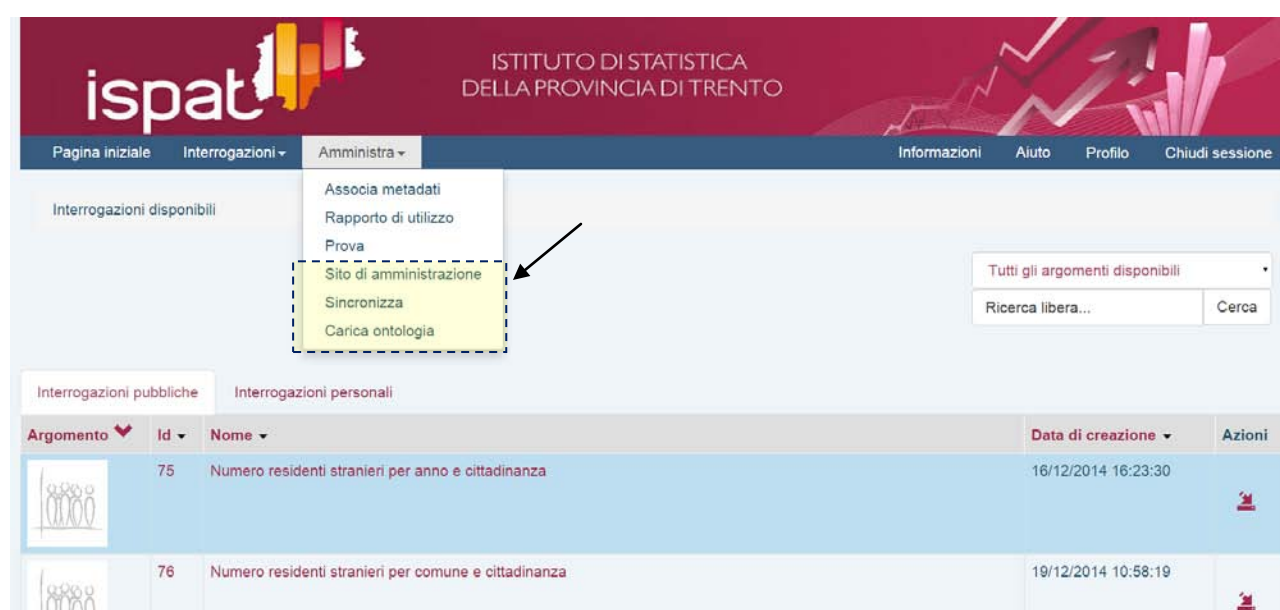 ispat
ISTITUTO DI STATISTICA
DELLA PROVINCIA DI TRENTO
Pagina iniziale Interrogazioni Amministra Informazioni Aiuto Profilo Chiudi sessione
Interrogazioni disponibili
Associa metadati
Rapporto di utilizzo
Prova
Sito di amministrazione
Sincronizza
Carica ontologia
Tutti gli argomenti disponibili
Ricerca libera... Cerca
Interrogazioni pubbliche Interrogazioni personali
Argomento Id Nome Data di creazione Azioni
75 Numero residenti stranieri per anno e cittadinanza 16/12/2014 16:23:30
76 Numero residenti stranieri per comune e cittadinanza 19/12/2014 10:58:19